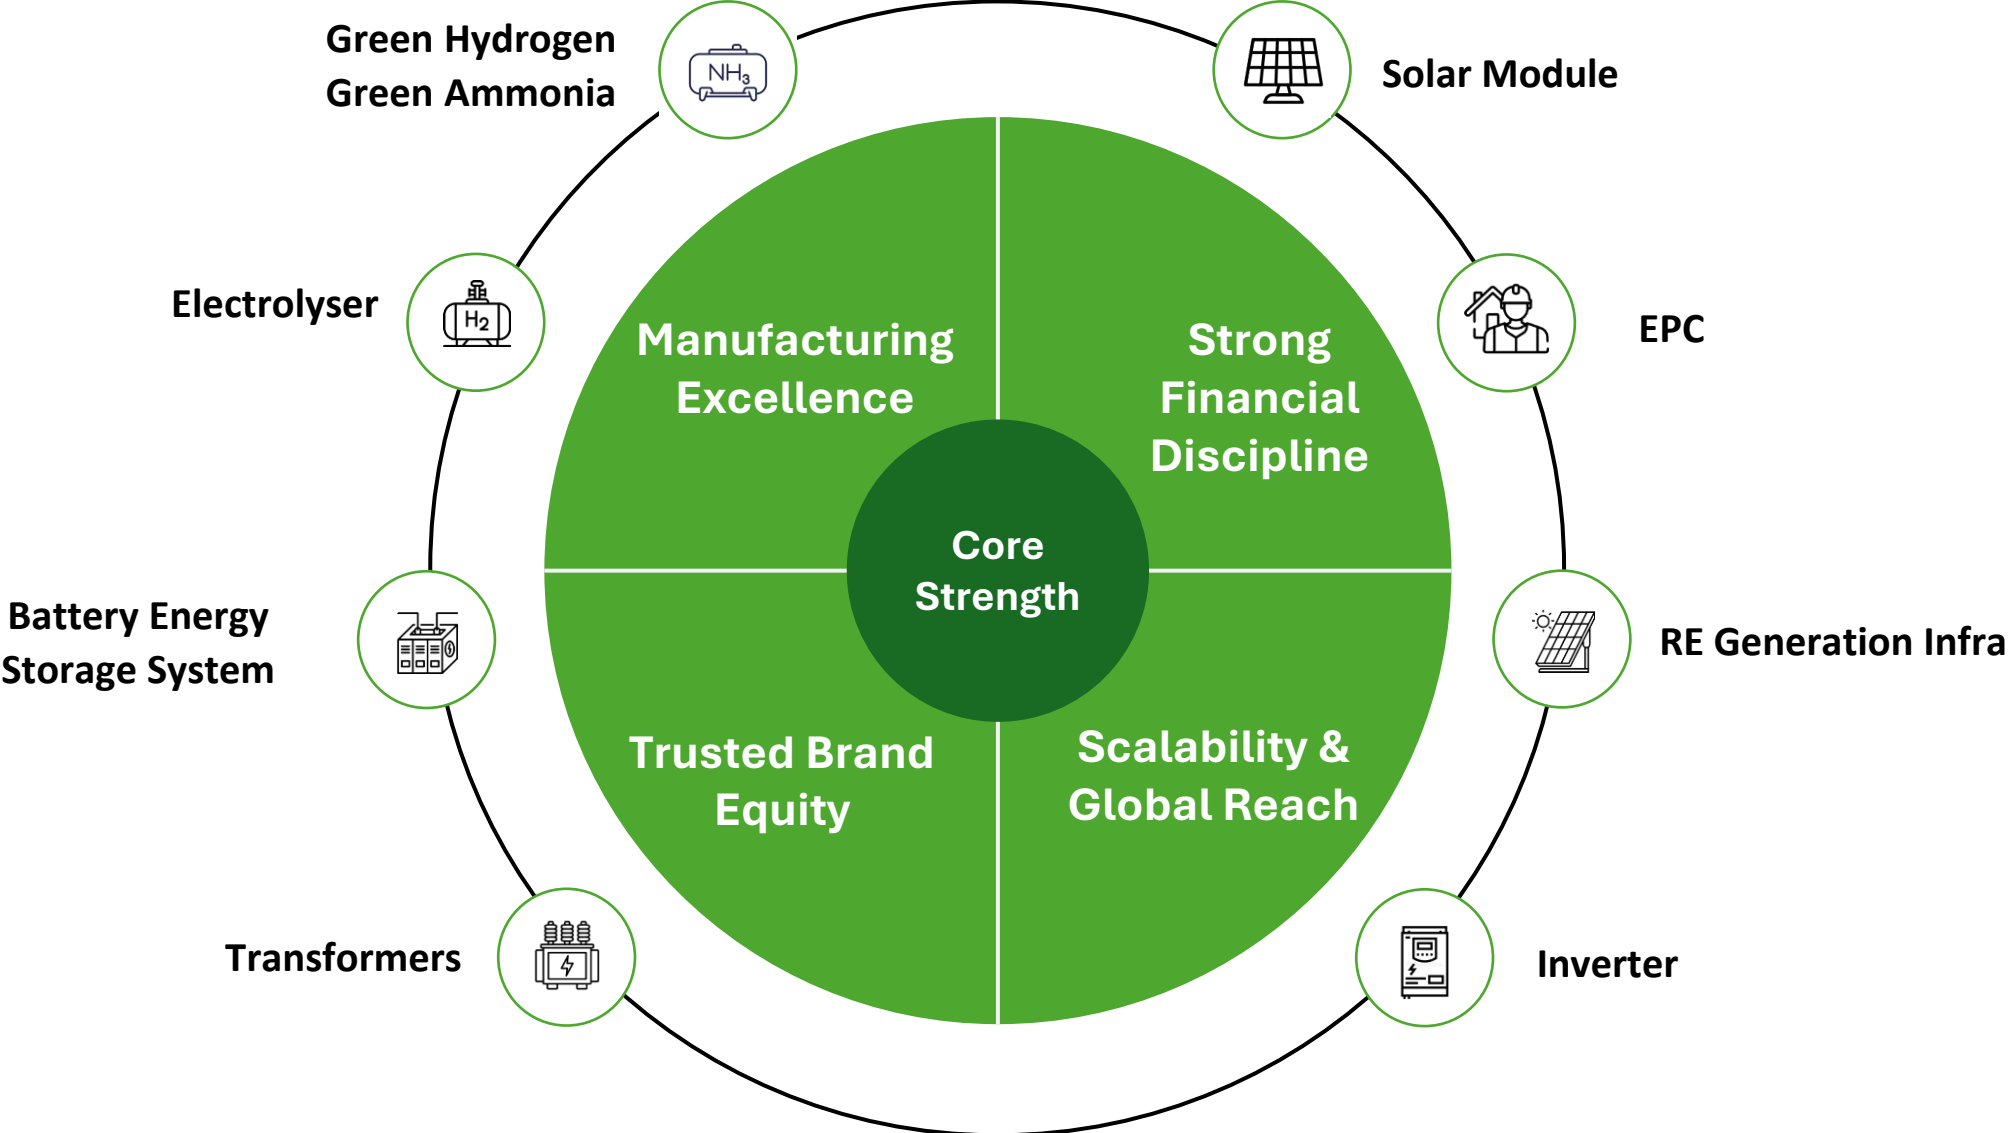 Green Hydrogen
Green Ammonia
NH₃
Solar Module
Electrolyser
H₂
EPC
Manufacturing
Excellence
Strong
Financial
Discipline
Core
Strength
Battery Energy
Storage System
RE Generation Infra
Trusted Brand
Equity
Scalability &
Global Reach
Transformers
Inverter